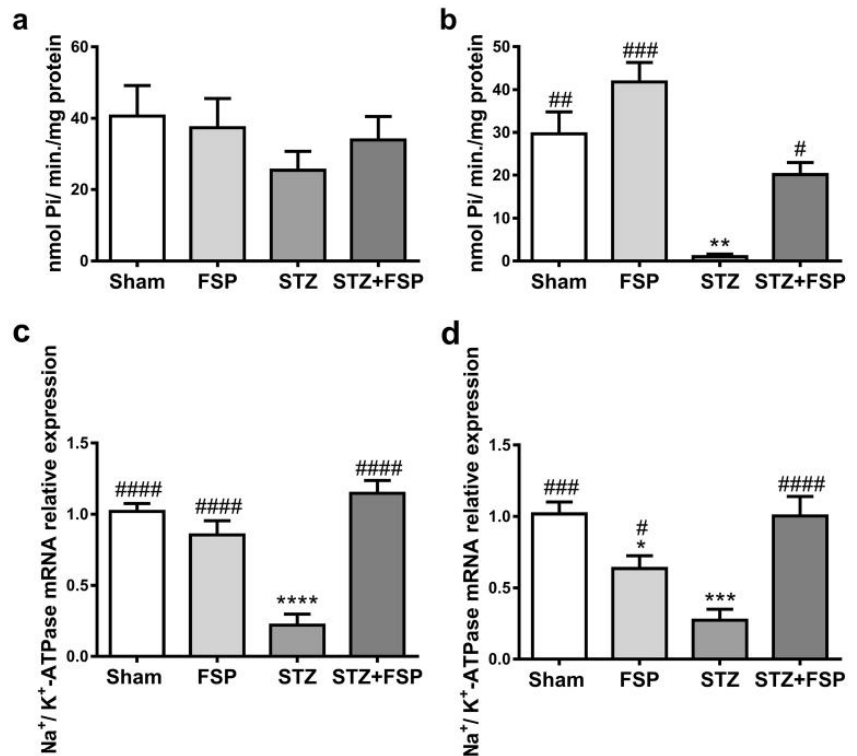 a
nmol Pi/ min./mg protein
60
40
20
0
Sham FSP STZ STZ+FSP
b
nmol Pi/ min./mg protein
50
40
30
20
10
0
##
###
**
#
Sham FSP STZ STZ+FSP
c
Na+/ K+-ATPase mRNA relative expression
1.5
1.0
0.5
0.0
####
####
****
####
Sham FSP STZ STZ+FSP
d
Na+/ K+-ATPase mRNA relative expression
1.5
1.0
0.5
0.0
###
#
*
***
####
Sham FSP STZ STZ+FSP